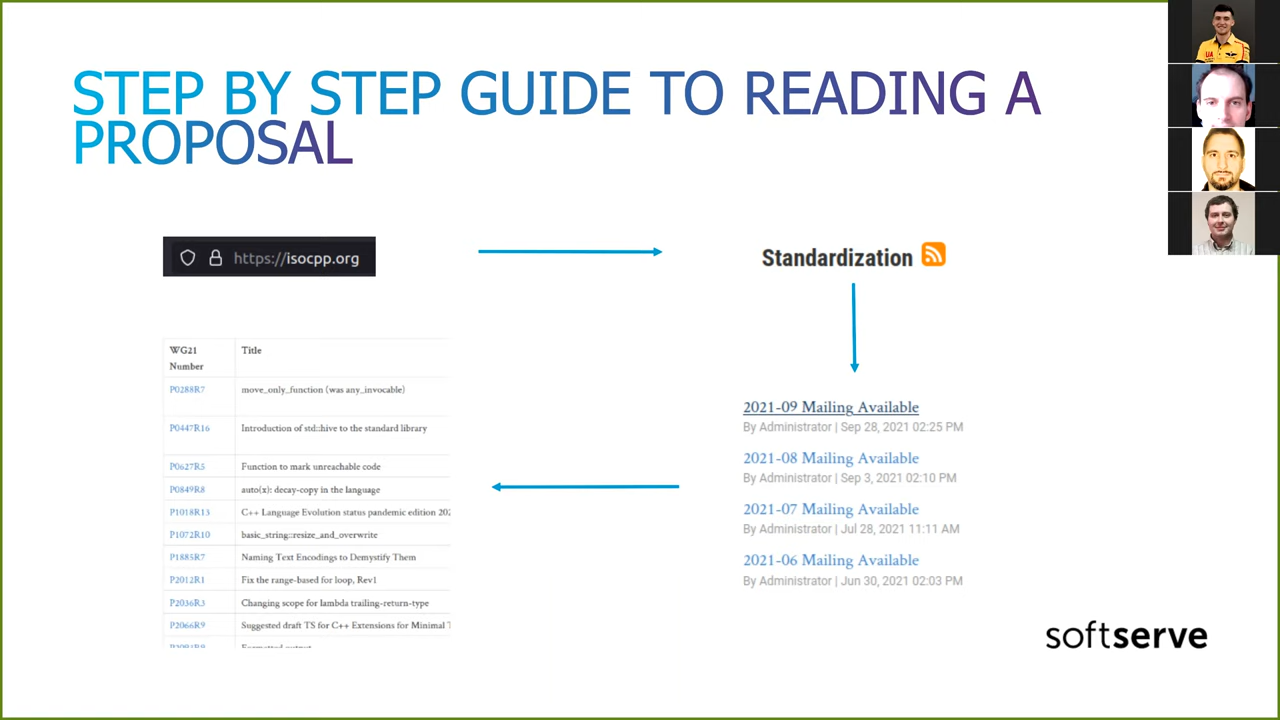 STEP BY STEP GUIDE TO READING A
PROPOSAL
https://isocpp.org
Standardization
WG21
Number
Title
P0288R7 move_only_function (was any_invocable)
P0447R16 Introduction of std::hive to the standard library
P0627R5 Function to mark unreachable code
P0849R8 auto(x): decay-copy in the language
P1018R13 C++ Language Evolution status pandemic edition
P1072R10 basic_string::resize_and_overwrite
P1885R7 Naming Text Encodings to Demystify Them
P2012R1 Fix the range-based for loop, Rev1
P2036R3 Changing scope for lambda trailing-return-type
P2066R9 Suggested draft TS for C++ Extensions for Minimal
2021-09 Mailing Available
By Administrator | Sep 28, 2021 02:25 PM
2021-08 Mailing Available
By Administrator | Sep 3, 2021 02:10 PM
2021-07 Mailing Available
By Administrator | Jul 28, 2021 11:11 AM
2021-06 Mailing Available
By Administrator | Jun 30, 2021 02:03 PM
softserve
UA